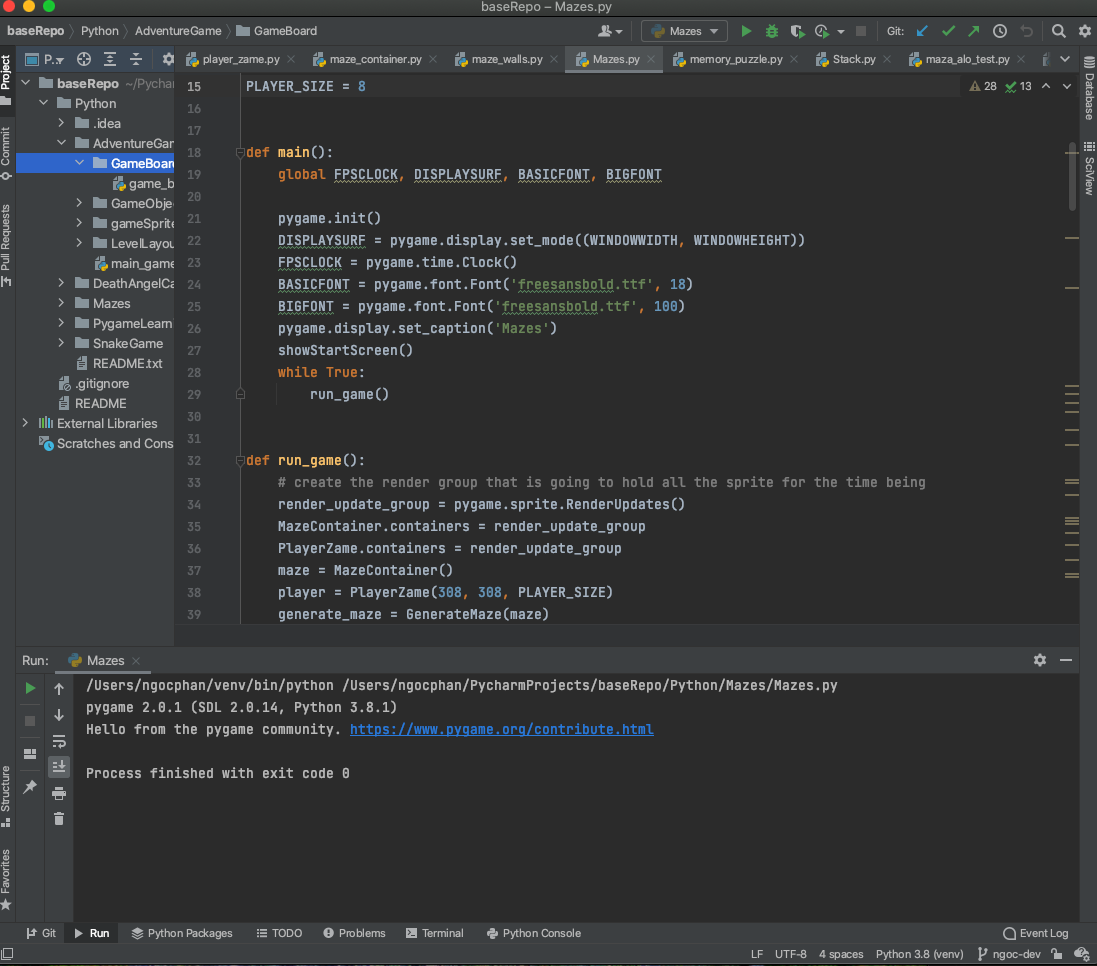 baseRepo – Mazes.py
baseRepo Python AdventureGame GameBoard Mazes Git:
P.. player_zame.py maze_container.py maze_walls.py Mazes.py memory_puzzle.py Stack.py maza_alo_test.py
Project
Commit
Pull Requests
Structure
Favorites
baseRepo ~/Pychar
Python
.idea
AdventureGan
GameBoar
game_b
GameObje
gameSprite
LevelLayou
main_game
DeathAngelCa
Mazes
PygameLearn
SnakeGame
README.txt
.gitignore
README
External Libraries
Scratches and Cons
28 13
15 PLAYER_SIZE = 8
16
17
18 def main():
19 global FPSCLOCK, DISPLAYSURF, BASICFONT, BIGFONT
20
21 pygame.init()
22 DISPLAYSURF = pygame.display.set_mode((WINDOWWIDTH, WINDOWHEIGHT))
23 FPSCLOCK = pygame.time.Clock()
24 BASICFONT = pygame.font.Font('freesansbold.ttf', 18)
25 BIGFONT = pygame.font.Font('freesansbold.ttf', 100)
26 pygame.display.set_caption('Mazes')
27 showStartScreen()
28 while True:
29 run_game()
30
31
32 def run_game():
33 # create the render group that is going to hold all the sprite for the time being
34 render_update_group = pygame.sprite.RenderUpdates()
35 MazeContainer.containers = render_update_group
36 PlayerZame.containers = render_update_group
37 maze = MazeContainer()
38 player = PlayerZame(308, 308, PLAYER_SIZE)
39 generate_maze = GenerateMaze(maze)
Database
SciView
Run: Mazes
/Users/ngocphan/venv/bin/python /Users/ngocphan/PycharmProjects/baseRepo/Python/Mazes/Mazes.py
pygame 2.0.1 (SDL 2.0.14, Python 3.8.1)
Hello from the pygame community. https://www.pygame.org/contribute.html
Process finished with exit code 0
Git Run Python Packages TODO Problems Terminal Python Console Event Log
LF UTF-8 4 spaces Python 3.8 (venv) ngoc-dev